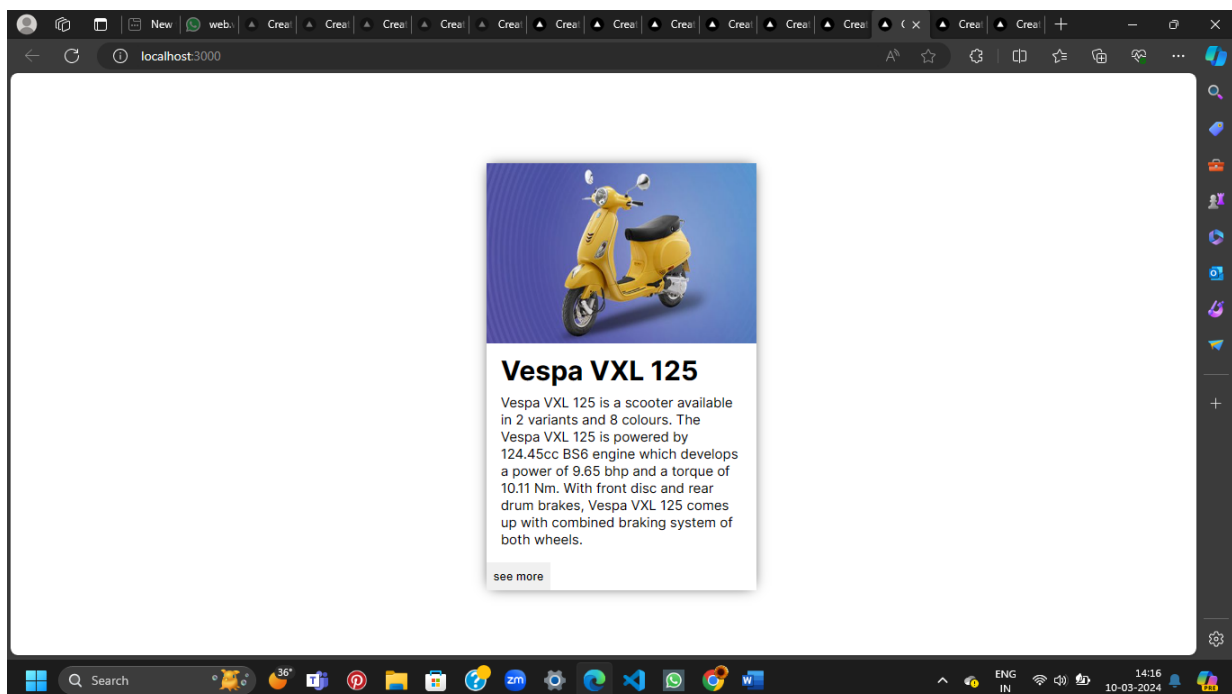 New web. Creat Creat Creat Creat Creat Creat Creat Creat Creat Creat Creat ( Creat Creat
localhost:3000
Vespa VXL 125
Vespa VXL 125 is a scooter available
in 2 variants and 8 colours. The
Vespa VXL 125 is powered by
124.45cc BS6 engine which develops
a power of 9.65 bhp and a torque of
10.11 Nm. With front disc and rear
drum brakes, Vespa VXL 125 comes
up with combined braking system of
both wheels.
see more
Search
36°
zm
ENG
IN
14:16
10-03-2024